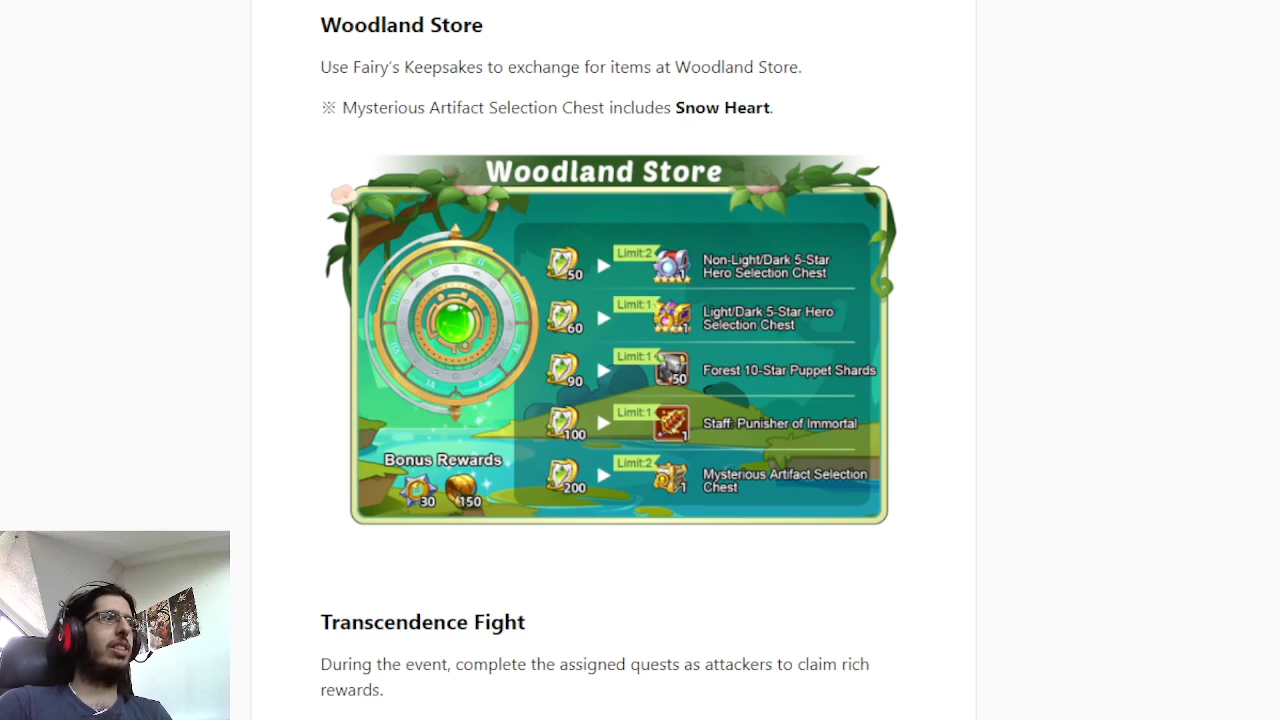 Woodland Store
Use Fairy's Keepsakes to exchange for items at Woodland Store.
※ Mysterious Artifact Selection Chest includes Snow Heart.
Woodland Store
50
Limit:2
1
Non-Light/Dark 5-Star
Hero Selection Chest
60
Limit:1
1
Light/Dark 5-Star Hero
Selection Chest
90
Limit:1
50
Forest 10-Star Puppet Shards
100
Limit:1
1
Staff: Punisher of Immortal
200
Limit:2
1
Mysterious Artifact Selection
Chest
Bonus Rewards
30
150
Transcendence Fight
During the event, complete the assigned quests as attackers to claim rich
rewards.